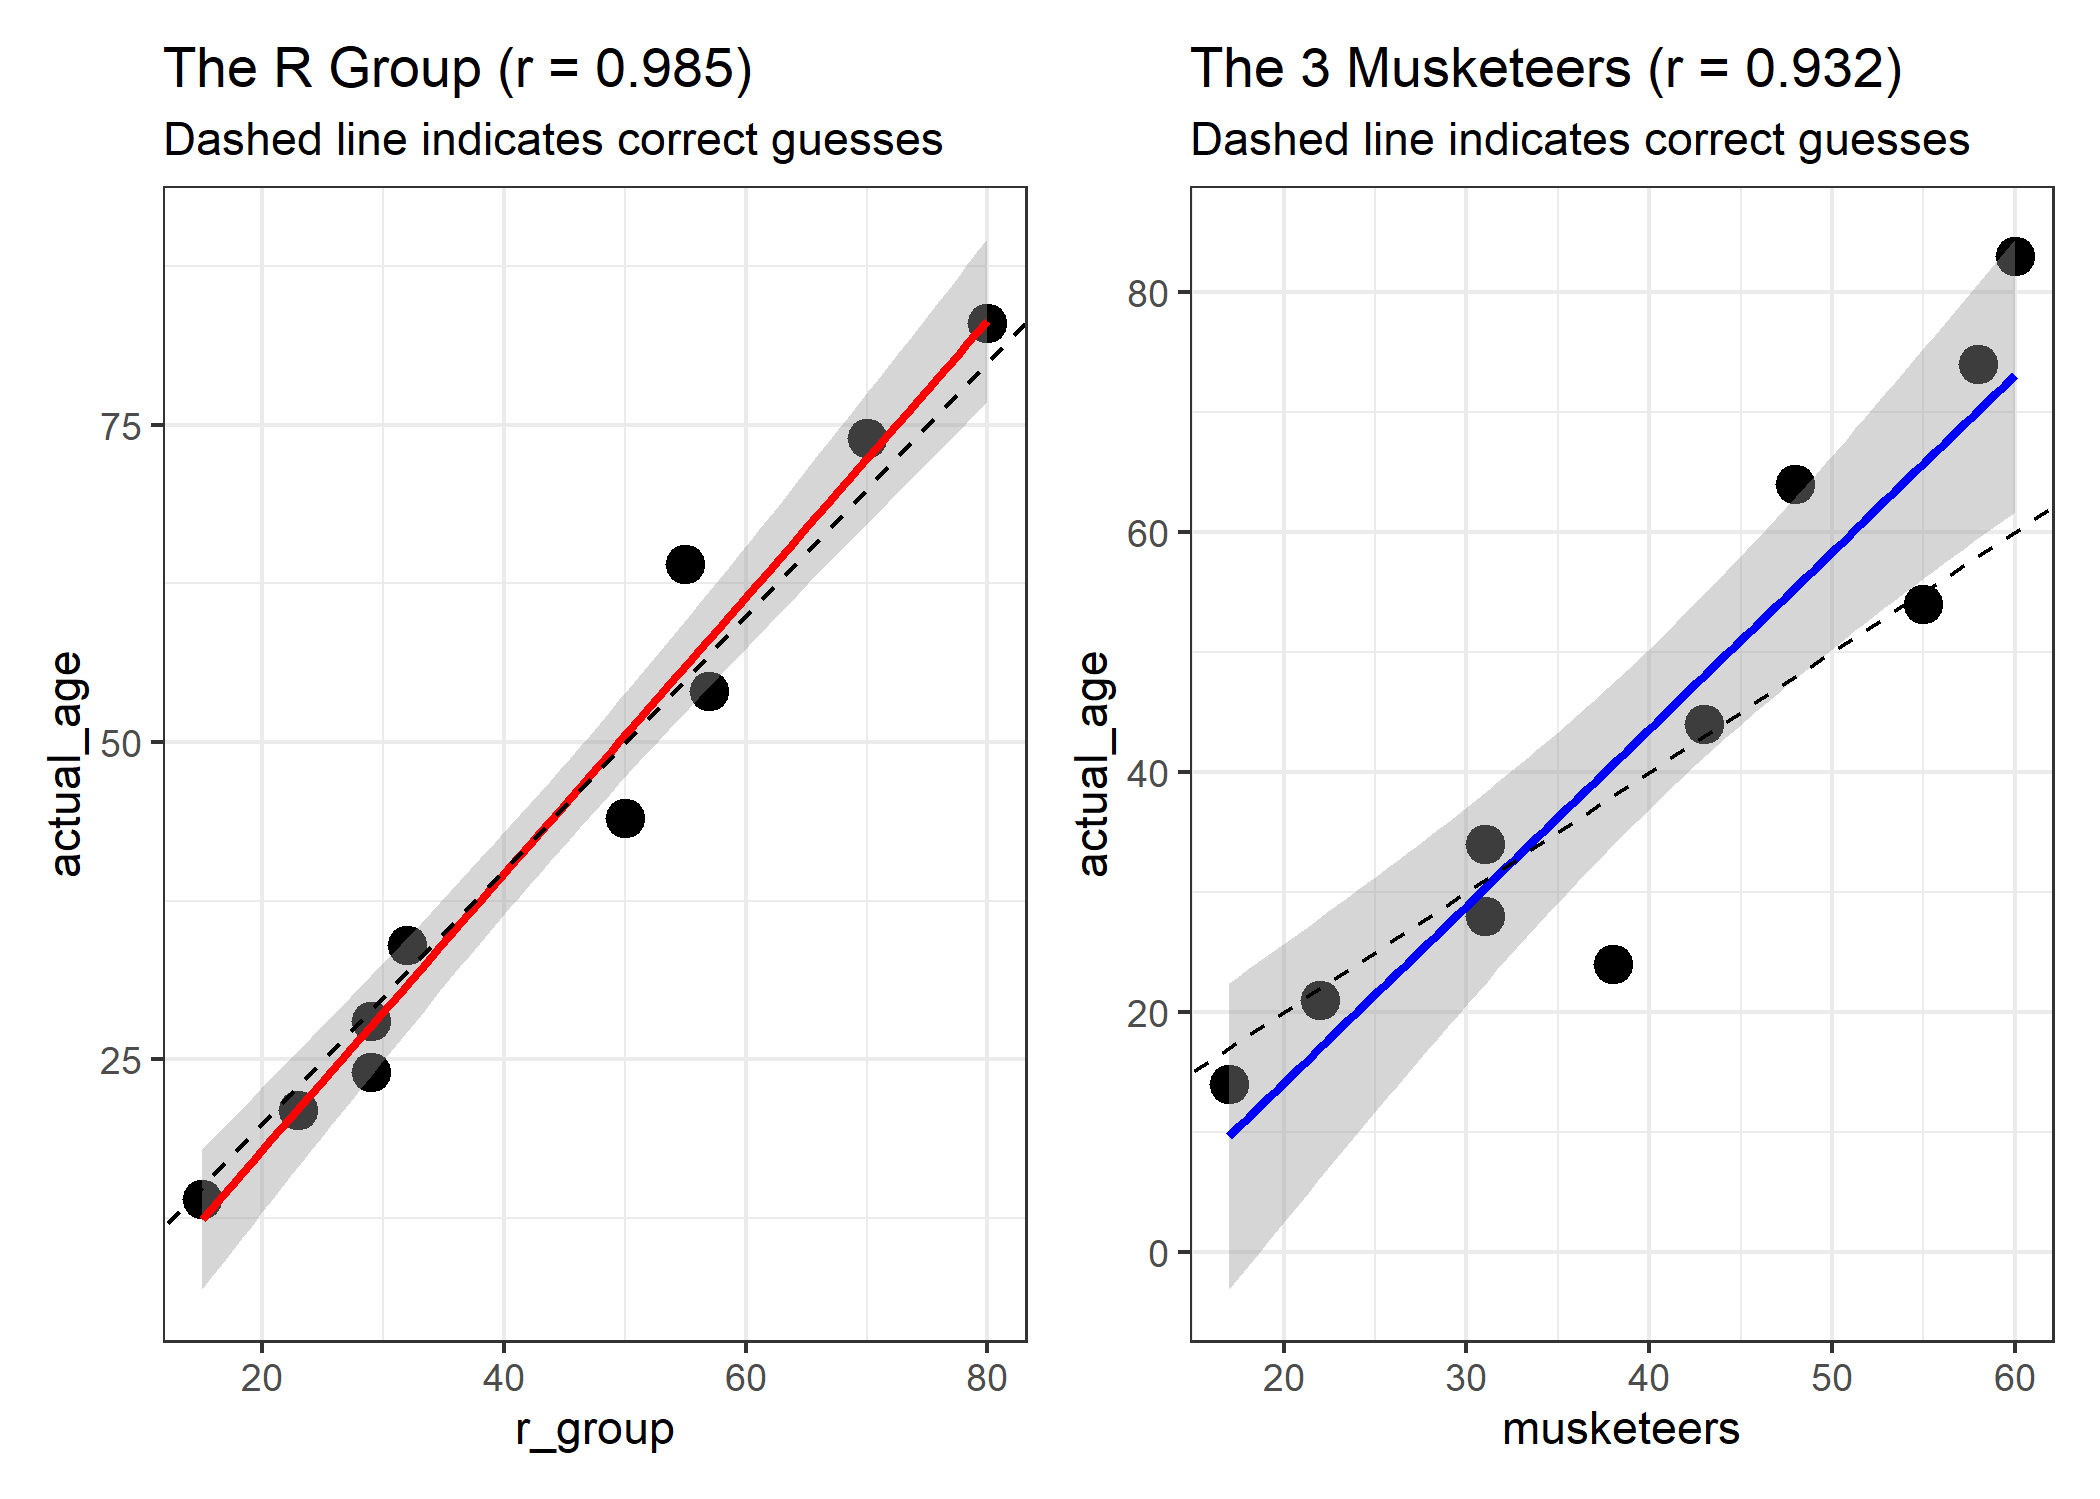 The R Group (r = 0.985)
Dashed line indicates correct guesses
actual_age
75
50
25
20 40 60 80
r_group
The 3 Musketeers (r = 0.932)
Dashed line indicates correct guesses
actual_age
80
60
40
20
0
20 30 40 50 60
musketeers